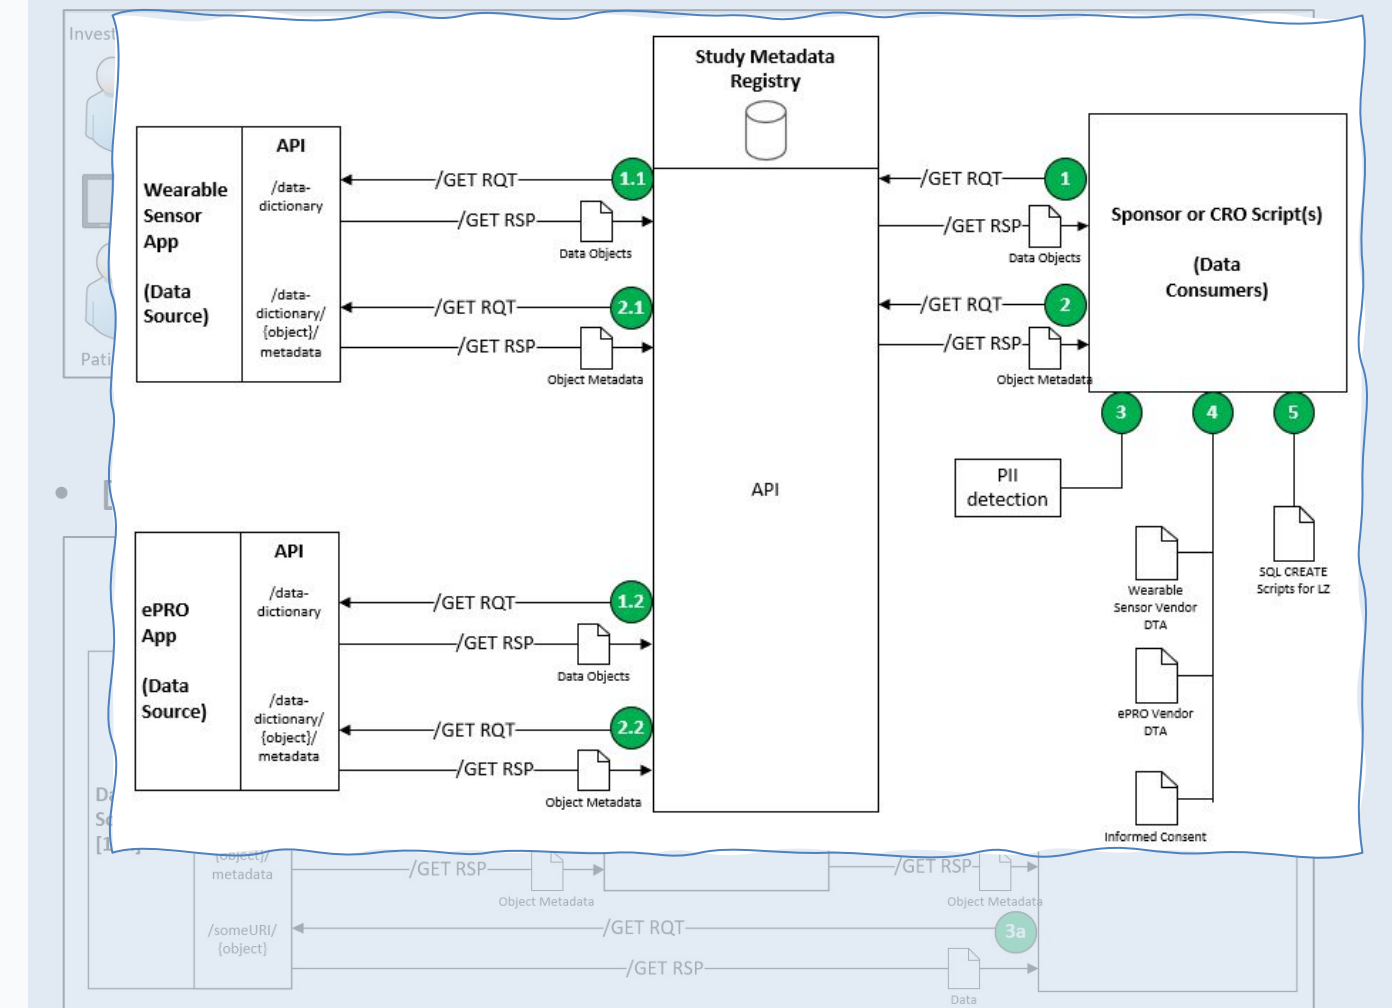 Invest
Study Metadata
Registry
API
Wearable
Sensor
App
(Data
Source)
/data-
dictionary
/data-
dictionary/
{object}/
metadata
/GET RQT
1.1
/GET RSP
Data Objects
/GET RQT
2.1
/GET RSP
Object Metadata
/GET RQT
1
/GET RSP
Data Objects
/GET RQT
2
/GET RSP
Object Metadata
Sponsor or CRO Script(s)
(Data
Consumers)
Pati
3
4
5
PII
detection
API
Wearable
Sensor Vendor
DTA
ePRO Vendor
DTA
Informed Consent
SQL CREATE
Scripts for LZ
API
ePRO
App
(Data
Source)
/data-
dictionary
/data-
dictionary/
{object}/
metadata
/GET RQT
1.2
/GET RSP
Data Objects
/GET RQT
2.2
/GET RSP
Object Metadata
{object}/
metadata
/GET RSP
Object Metadata
/GET RSP
Object Metadata
/someURI/
{object}
/GET RQT
3a
/GET RSP
Data